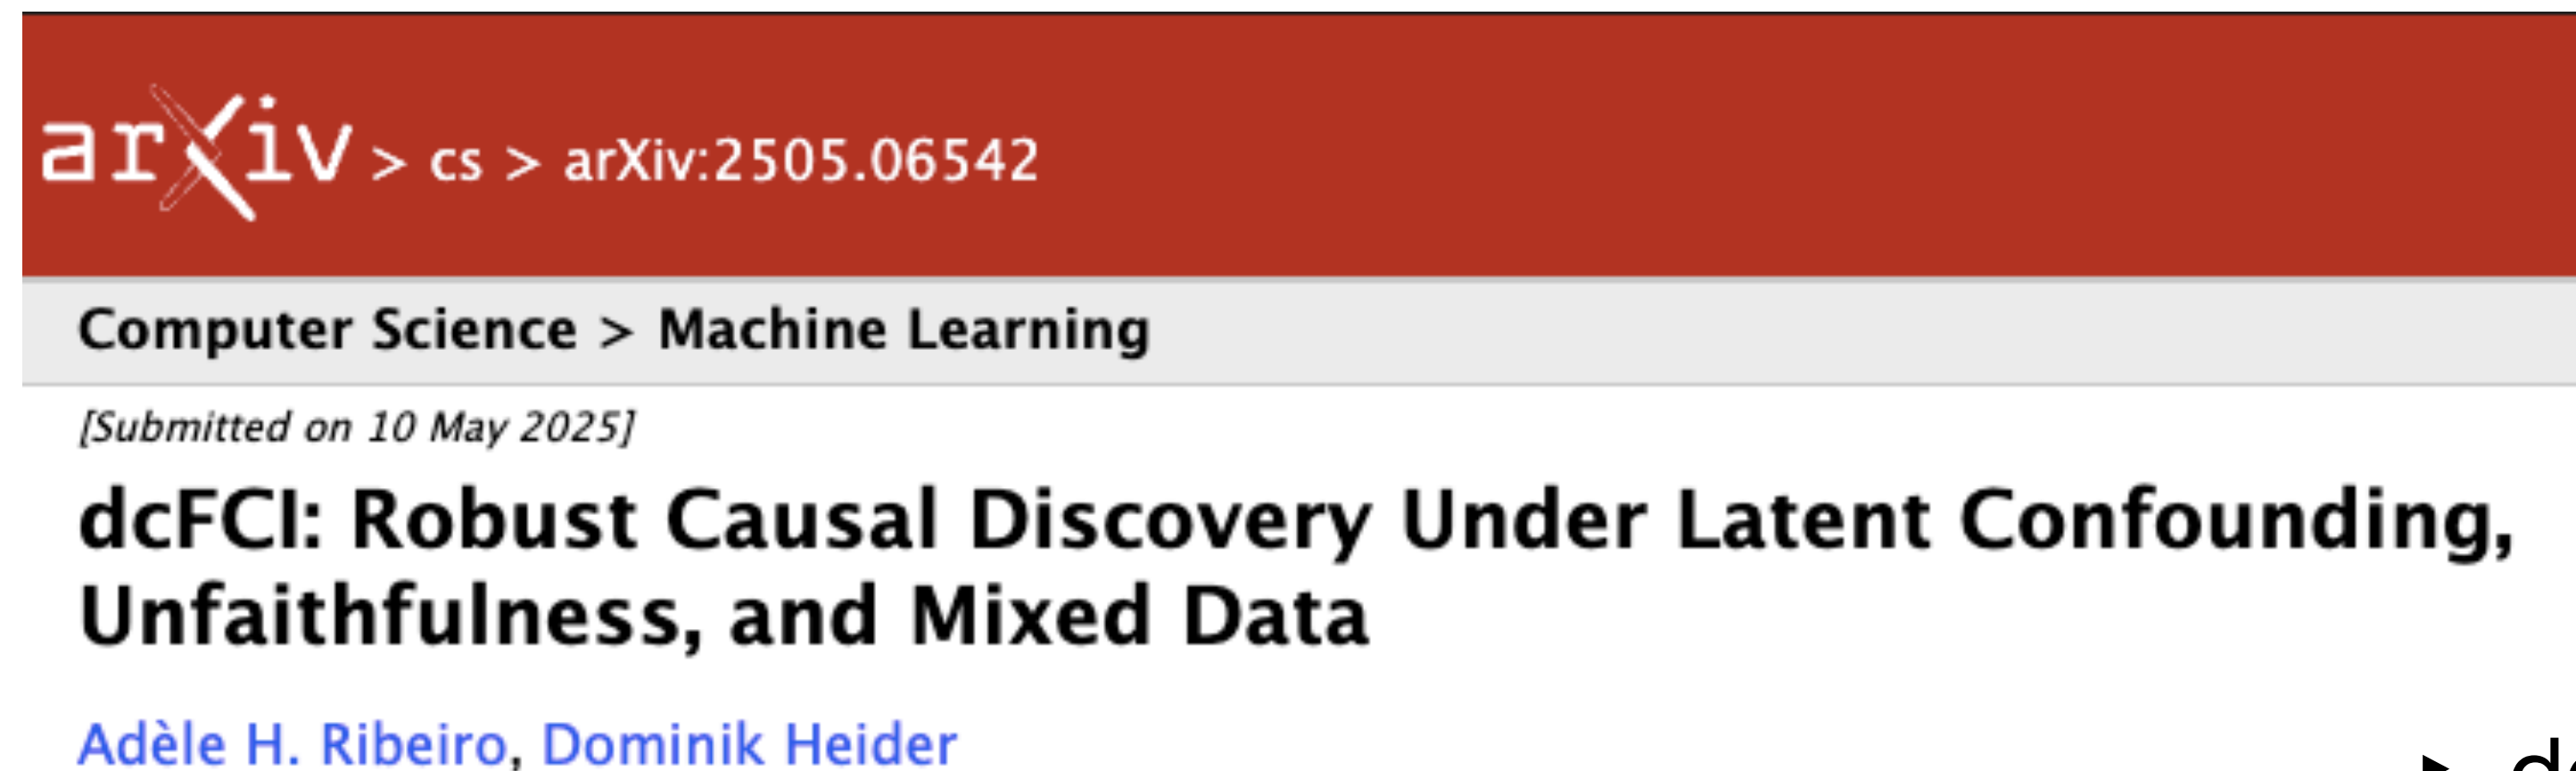 arXiv > cs > arXiv:2505.06542
Computer Science > Machine Learning
[Submitted on 10 May 2025]
dcFCI: Robust Causal Discovery Under Latent Confounding,
Unfaithfulness, and Mixed Data
Adèle H. Ribeiro, Dominik Heider